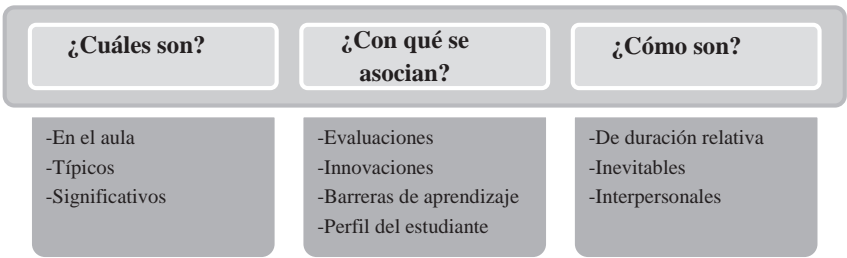 ¿Cuáles son?
¿Con qué se
asocian?
¿Cómo son?
-En el aula
-Típicos
-Significativos
-Evaluaciones
-Innovaciones
-Barreras de aprendizaje
-Perfil del estudiante
-De duración relativa
-Inevitables
-Interpersonales